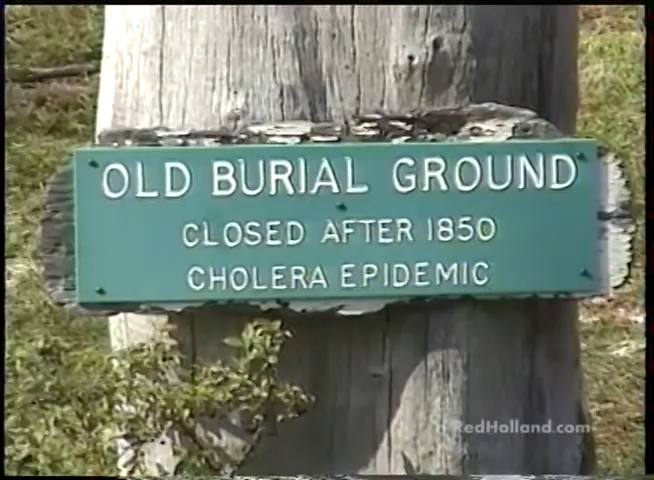 OLD BURIAL GROUND
CLOSED AFTER 1850
CHOLERA EPIDEMIC
RedHolland.com